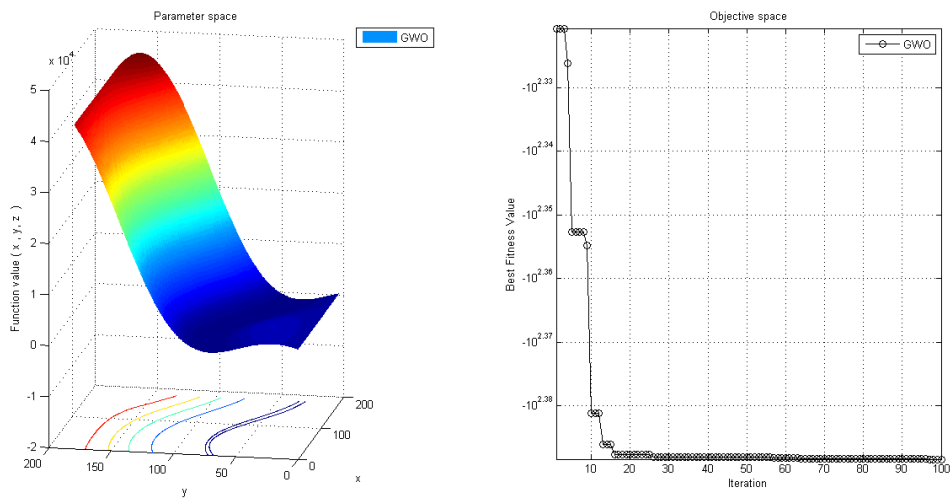 Parameter space
GWO
x 10^4
5
4
3
2
1
0
-1
-2
Function value ( x , y, z )
200
150
100
50
0
y
0
100
200
x
Objective space
GWO
-10^2.33
-10^2.34
-10^2.35
-10^2.36
-10^2.37
-10^2.38
Best Fitness Value
10 20 30 40 50 60 70 80 90 100
Iteration